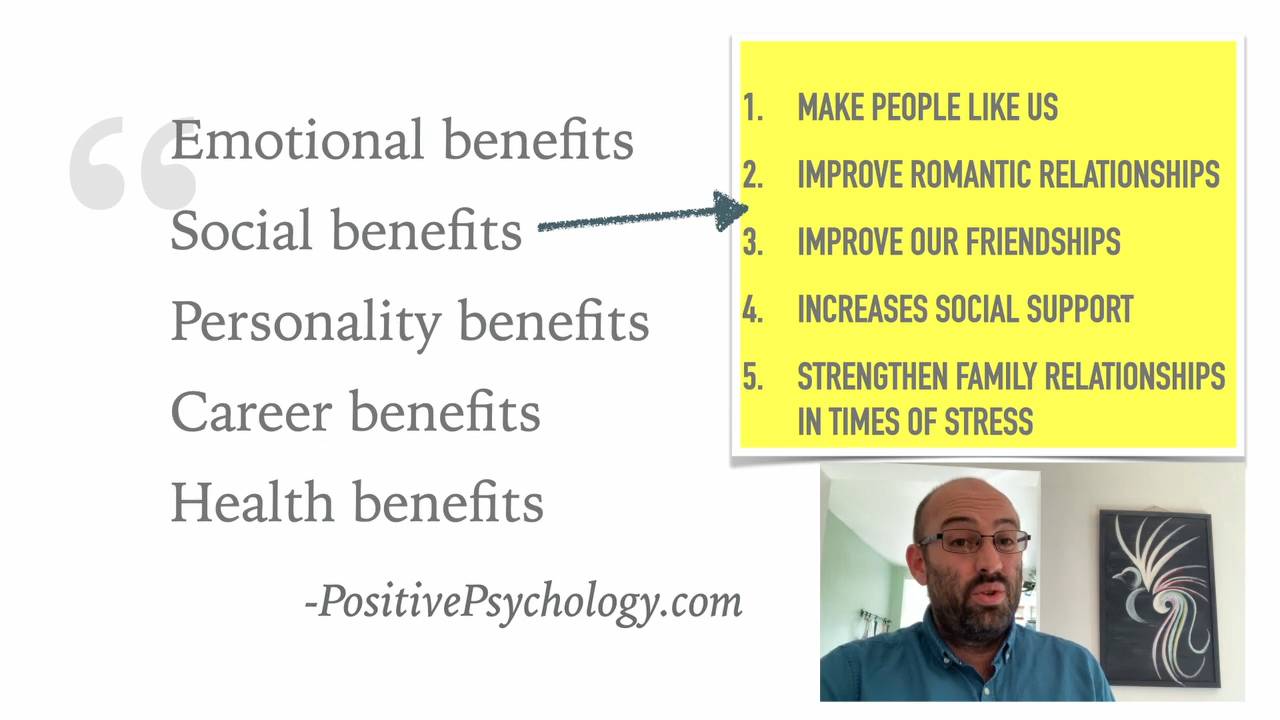 “
Emotional benefits
Social benefits
Personality benefits
Career benefits
Health benefits
-PositivePsychology.com
1. MAKE PEOPLE LIKE US
2. IMPROVE ROMANTIC RELATIONSHIPS
3. IMPROVE OUR FRIENDSHIPS
4. INCREASES SOCIAL SUPPORT
5. STRENGTHEN FAMILY RELATIONSHIPS
IN TIMES OF STRESS